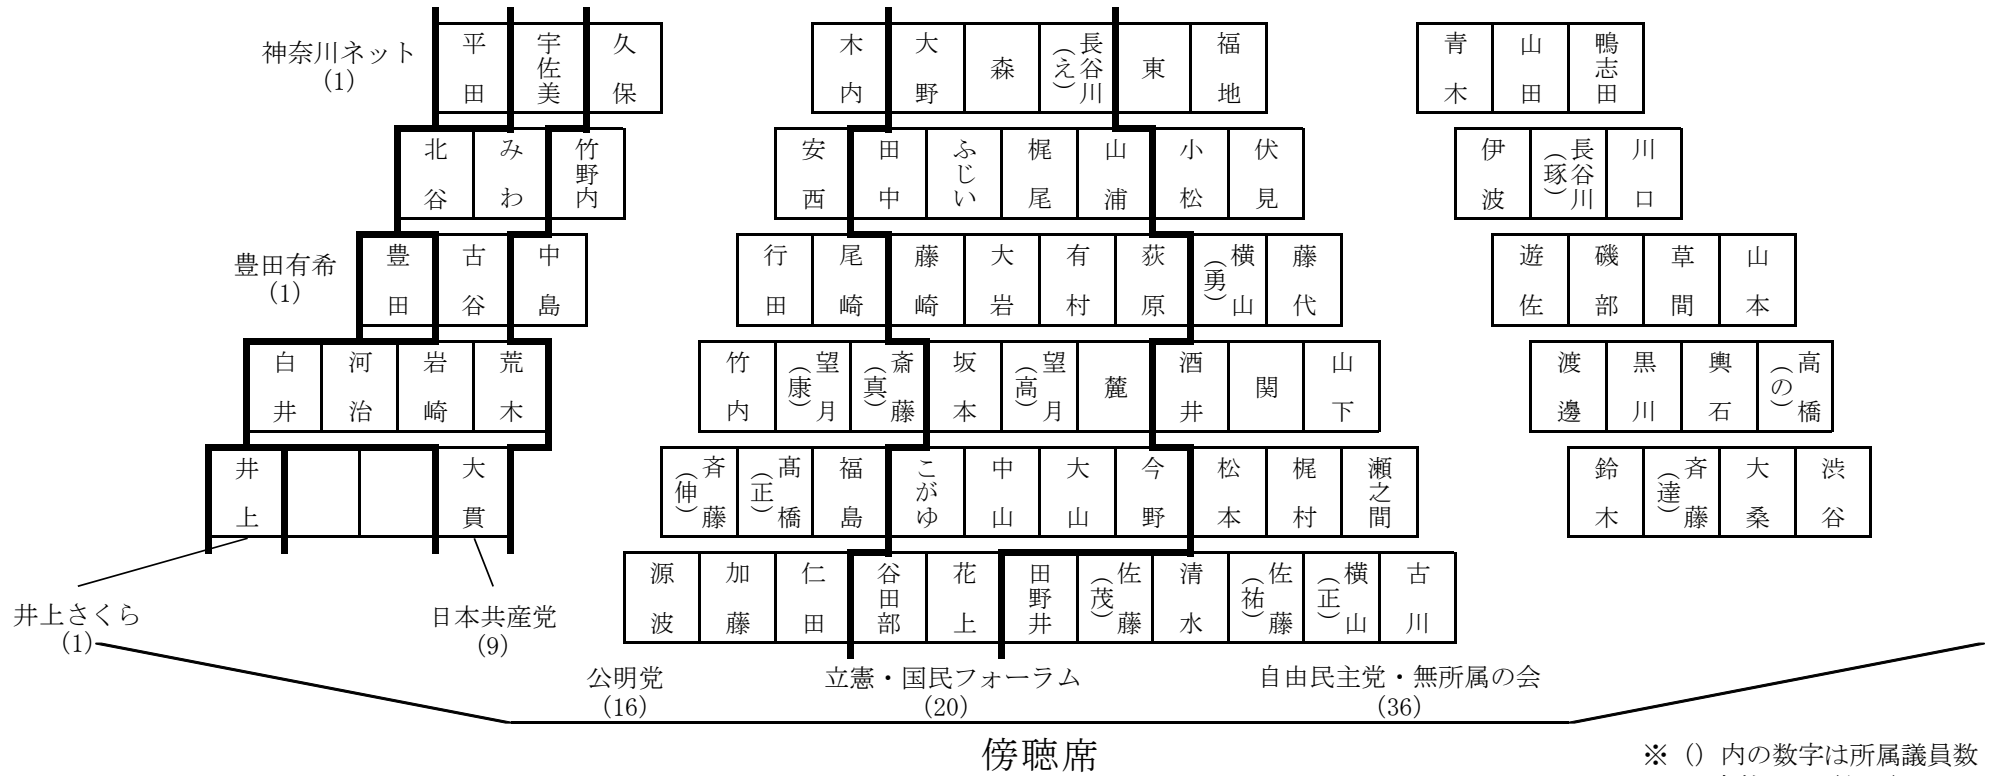 神奈川ネット
(1)
平田 宇佐美 久保 木内 大野 森 長谷川(え) 東 福地 青木 山田 鴨志田
北谷 みわ 竹野内 安西 田中 ふじい 梶尾 山浦 小松 伏見 伊波 長谷川(琢) 川口
豊田有希
(1)
豊田 古谷 中島 行田 尾崎 藤崎 大岩 有村 荻原 横山(勇) 藤代 遊佐 磯部 草間 山本
白井 河治 岩崎 荒木 竹内 望月(康) 斎藤(真) 坂本 望月(高) 麓 酒井 関 山下 渡邊 黒川 輿石 高橋(の)
井上 大貫 斉藤(伸) 髙橋(正) 福島 こがゆ 中山 大山 今野 松本 梶村 瀬之間 鈴木 斉藤(達) 大桑 渋谷
源波 加藤 仁田 谷田部 花上 田野井 佐藤(茂) 清水 佐藤(祐) 横山(正) 古川
井上さくら
(1)
日本共産党
(9)
公明党
(16)
立憲・国民フォーラム
(20)
自由民主党・無所属の会
(36)
傍聴席
※（）内の数字は所属議員数